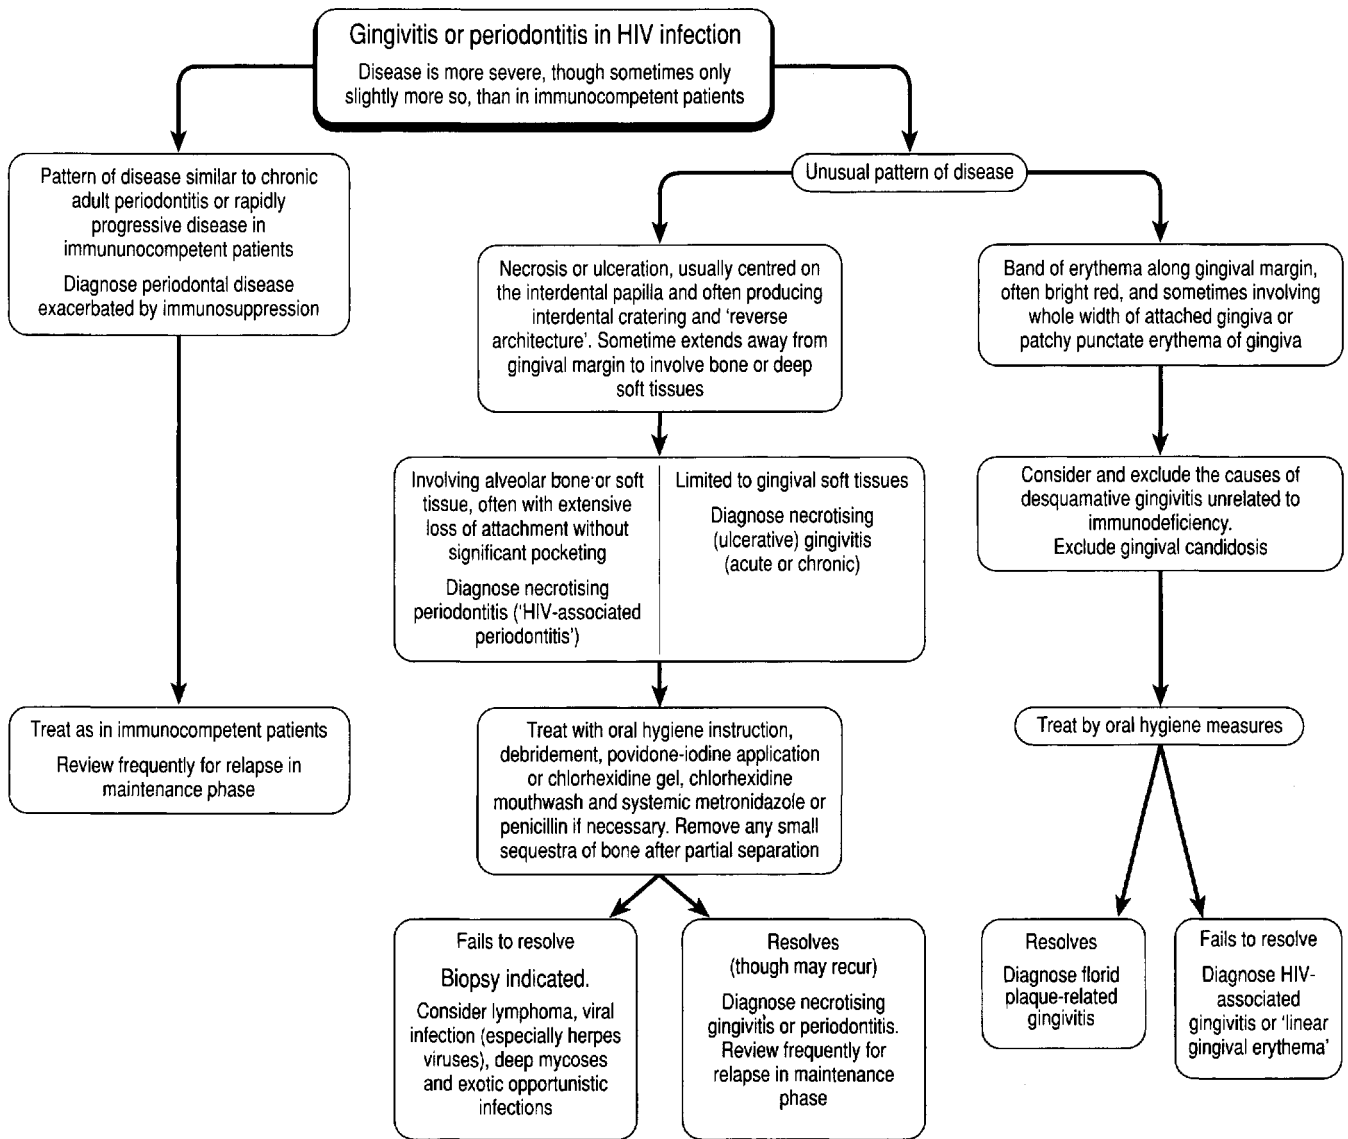 Gingivitis or periodontitis in HIV infection
Disease is more severe, though sometimes only
slightly more so, than in immunocompetent patients
Pattern of disease similar to chronic
adult periodontitis or rapidly
progressive disease in
immununocompetent patients
Diagnose periodontal disease
exacerbated by immunosuppression
Treat as in immunocompetent patients
Review frequently for relapse in
maintenance phase
Unusual pattern of disease
Necrosis or ulceration, usually centred on
the interdental papilla and often producing
interdental cratering and ‘reverse
architecture’. Sometime extends away from
gingival margin to involve bone or deep
soft tissues
Involving alveolar bone or soft
tissue, often with extensive
loss of attachment without
significant pocketing
Diagnose necrotising
periodontitis (‘HIV-associated
periodontitis’)
Limited to gingival soft tissues
Diagnose necrotising
(ulcerative) gingivitis
(acute or chronic)
Treat with oral hygiene instruction,
debridement, povidone-iodine application
or chlorhexidine gel, chlorhexidine
mouthwash and systemic metronidazole or
penicillin if necessary. Remove any small
sequestra of bone after partial separation
Fails to resolve
Biopsy indicated.
Consider lymphoma, viral
infection (especially herpes
viruses), deep mycoses
and exotic opportunistic
infections
Resolves
(though may recur)
Diagnose necrotising
gingivitis or periodontitis.
Review frequently for
relapse in maintenance
phase
Band of erythema along gingival margin,
often bright red, and sometimes involving
whole width of attached gingiva or
patchy punctate erythema of gingiva
Consider and exclude the causes of
desquamative gingivitis unrelated to
immunodeficiency.
Exclude gingival candidosis
Treat by oral hygiene measures
Resolves
Diagnose florid
plaque-related
gingivitis
Fails to resolve
Diagnose HIV-
associated
gingivitis or ‘linear
gingival erythema’